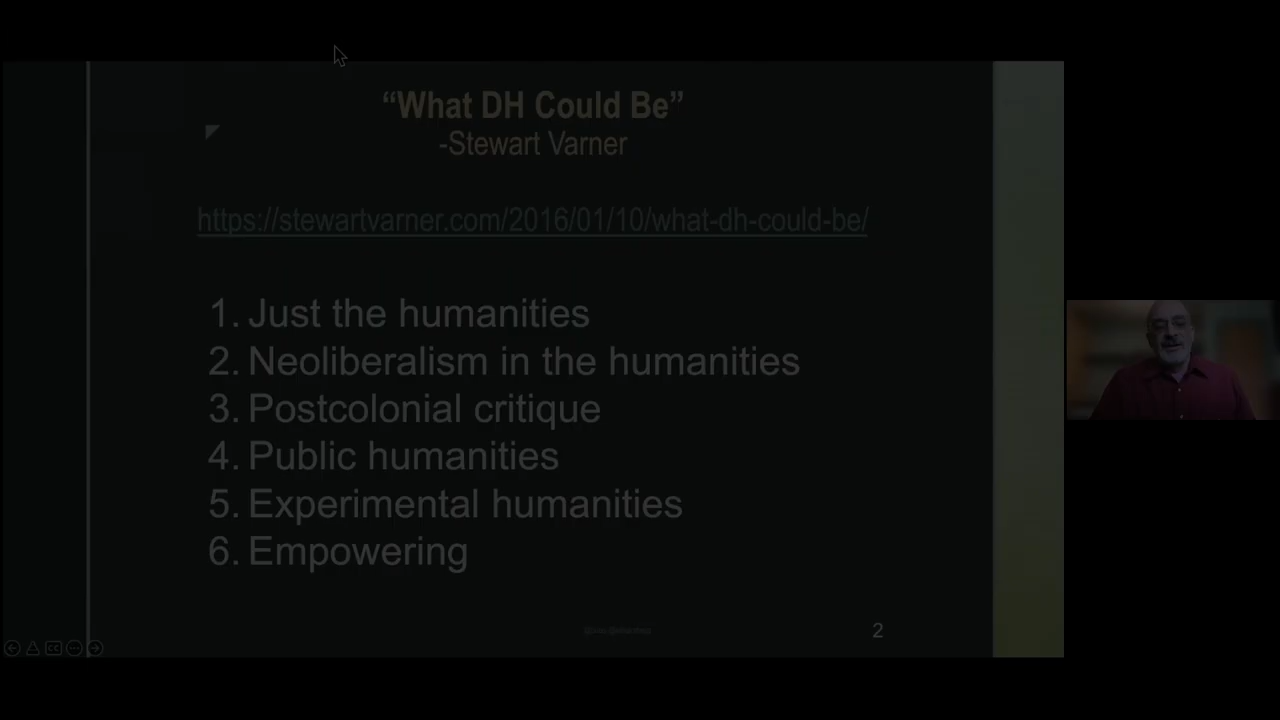 “What DH Could Be”
-Stewart Varner
https://stewartvarner.com/2016/01/10/what-dh-could-be/
1. Just the humanities
2. Neoliberalism in the humanities
3. Postcolonial critique
4. Public humanities
5. Experimental humanities
6. Empowering
2